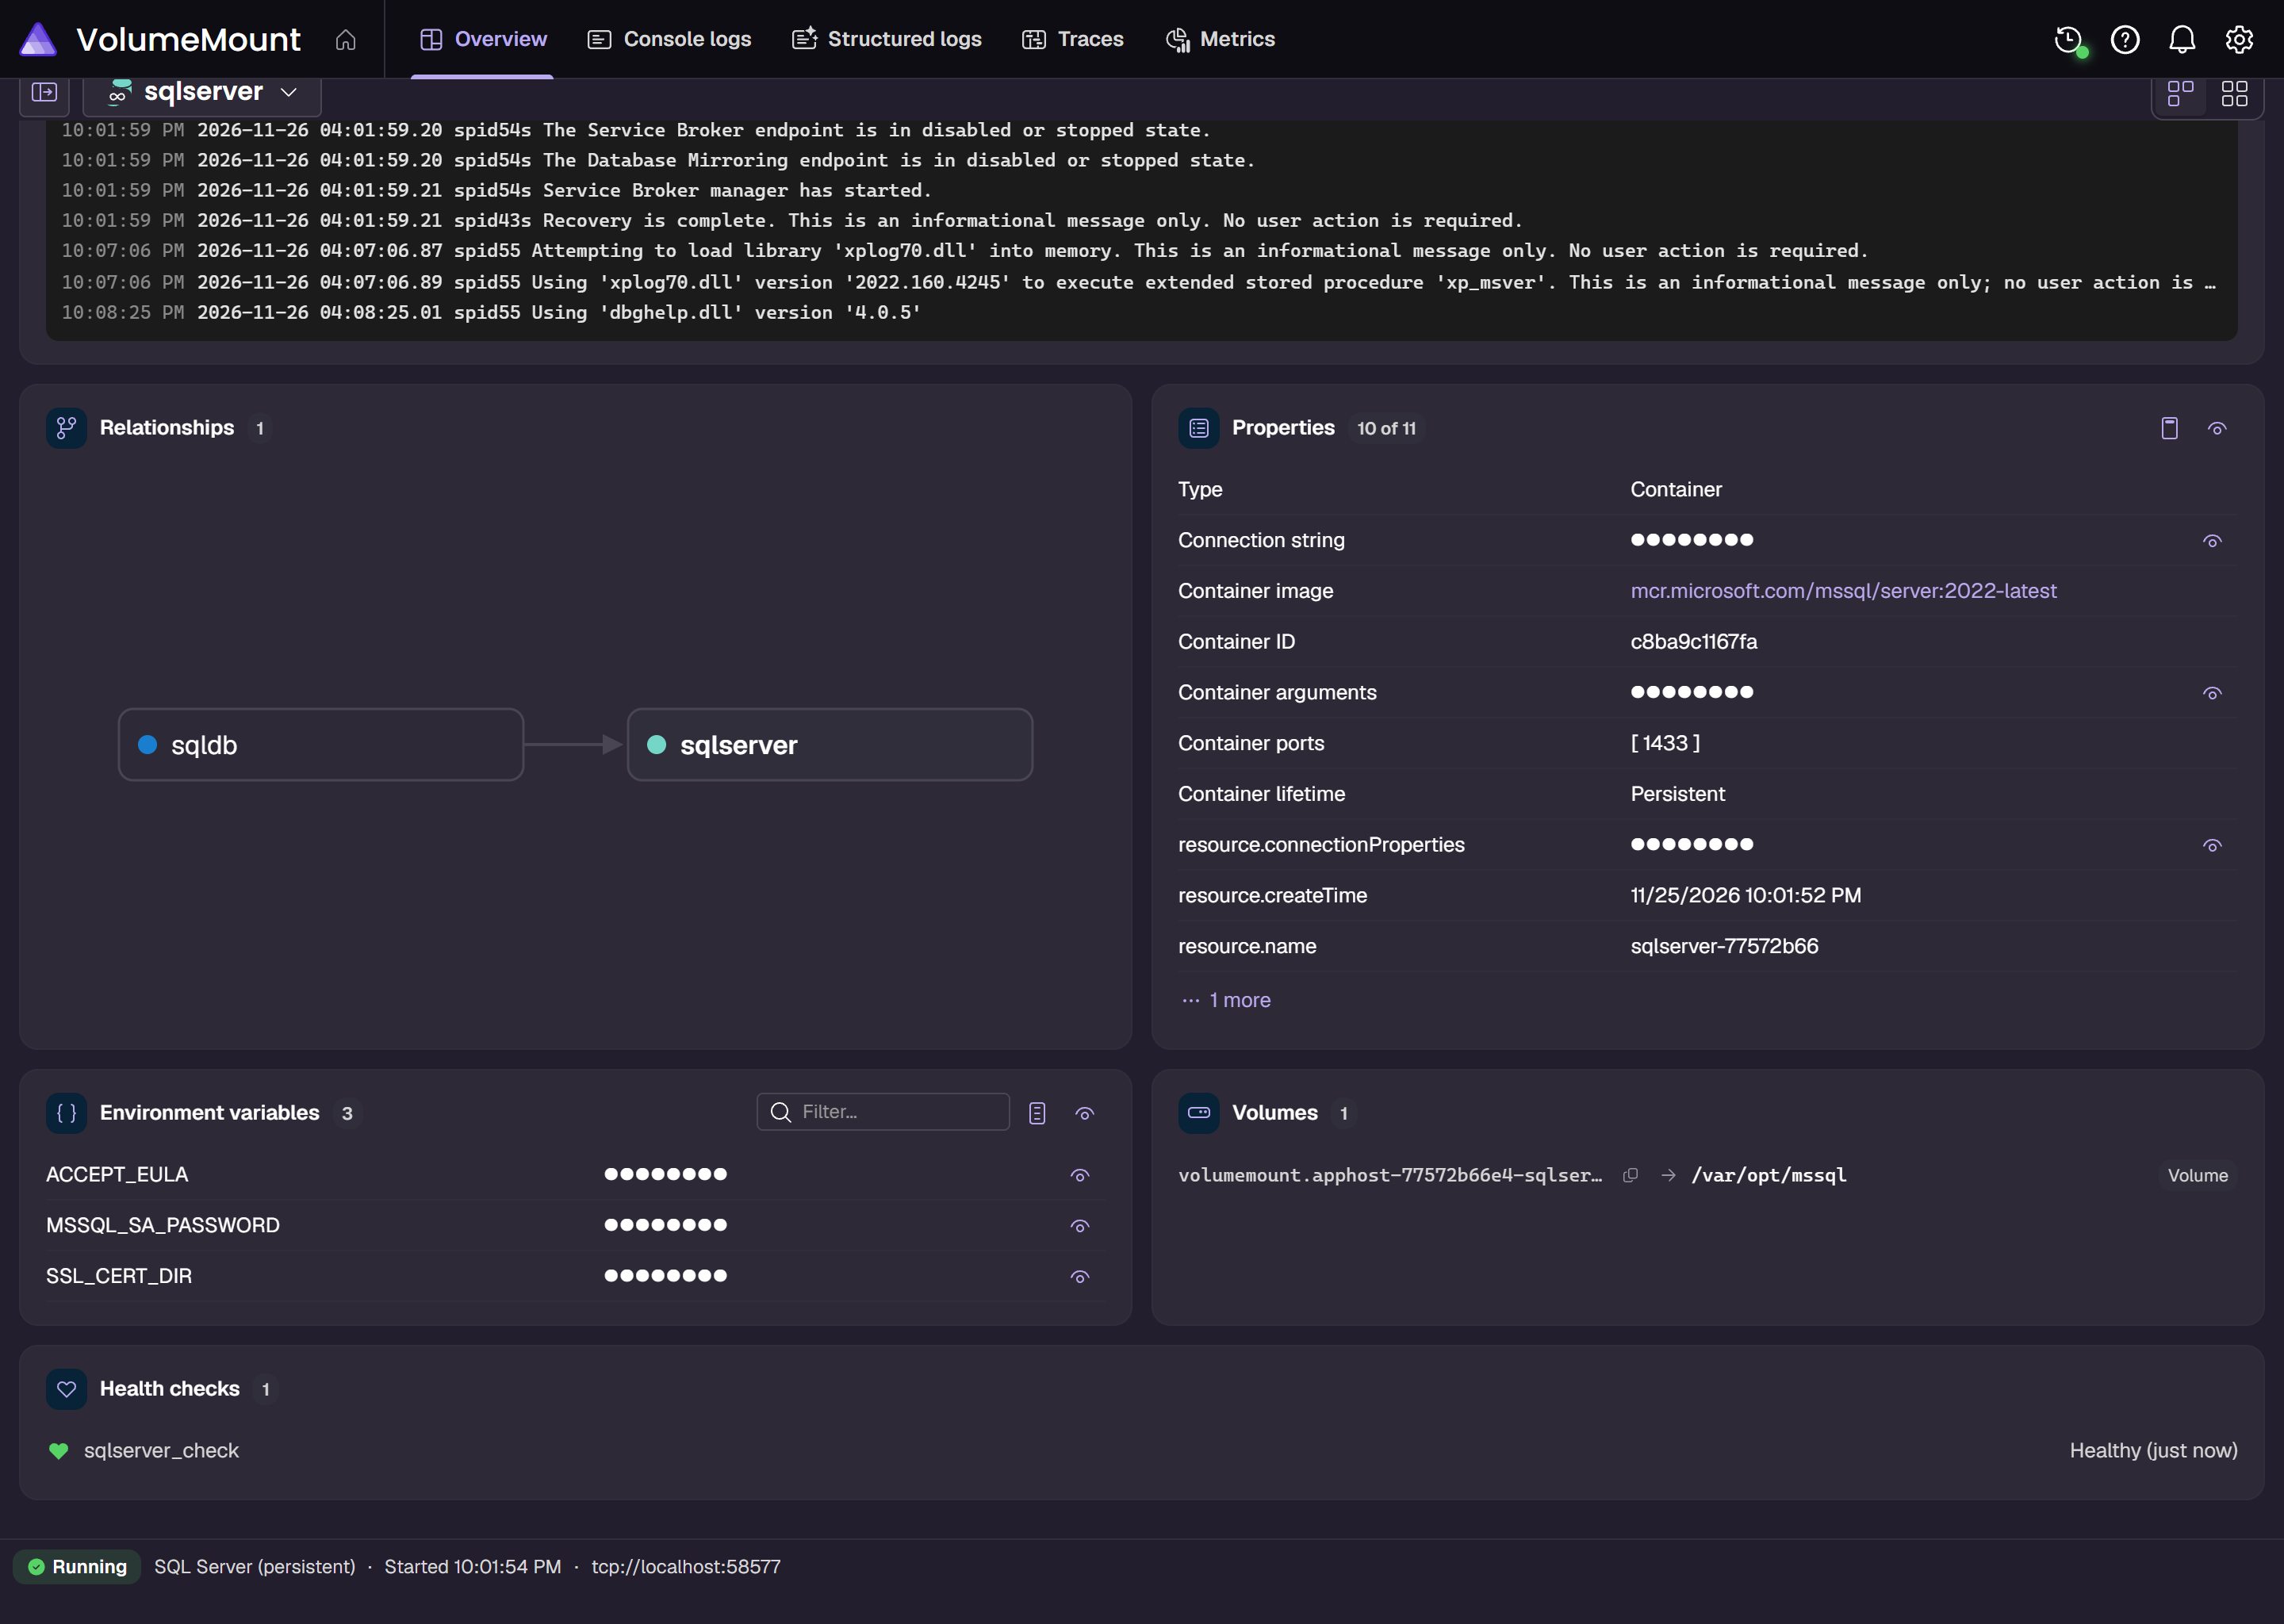 VolumeMount
Overview
Console logs
Structured logs
Traces
Metrics
sqlserver
10:01:59 PM 2026-11-26 04:01:59.20 spid54s The Service Broker endpoint is in disabled or stopped state.
10:01:59 PM 2026-11-26 04:01:59.20 spid54s The Database Mirroring endpoint is in disabled or stopped state.
10:01:59 PM 2026-11-26 04:01:59.21 spid54s Service Broker manager has started.
10:01:59 PM 2026-11-26 04:01:59.21 spid43s Recovery is complete. This is an informational message only. No user action is required.
10:07:06 PM 2026-11-26 04:07:06.87 spid55 Attempting to load library 'xplog70.dll' into memory. This is an informational message only. No user action is required.
10:07:06 PM 2026-11-26 04:07:06.89 spid55 Using 'xplog70.dll' version '2022.160.4245' to execute extended stored procedure 'xp_msver'. This is an informational message only; no user action is …
10:08:25 PM 2026-11-26 04:08:25.01 spid55 Using 'dbghelp.dll' version '4.0.5'
Relationships 1
sqldb
sqlserver
Properties 10 of 11
Type Container
Connection string ●●●●●●●●
Container image mcr.microsoft.com/mssql/server:2022-latest
Container ID c8ba9c1167fa
Container arguments ●●●●●●●●
Container ports [ 1433 ]
Container lifetime Persistent
resource.connectionProperties ●●●●●●●●
resource.createTime 11/25/2026 10:01:52 PM
resource.name sqlserver-77572b66
··· 1 more
Environment variables 3
Filter...
ACCEPT_EULA ●●●●●●●●
MSSQL_SA_PASSWORD ●●●●●●●●
SSL_CERT_DIR ●●●●●●●●
Volumes 1
volumemount.apphost-77572b66e4-sqlser… → /var/opt/mssql Volume
Health checks 1
sqlserver_check Healthy (just now)
Running SQL Server (persistent) · Started 10:01:54 PM · tcp://localhost:58577